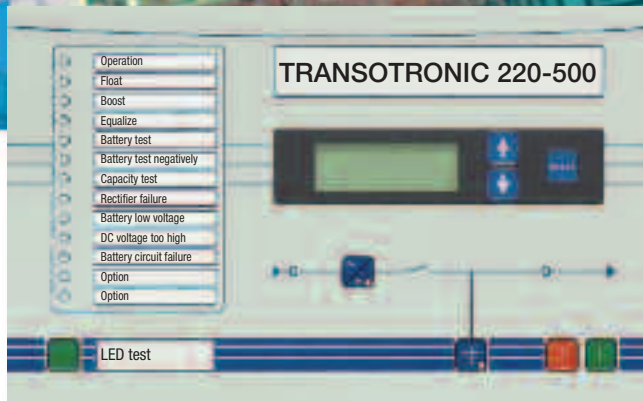 Operation
Float
Boost
Equalize
Battery test
Battery test negatively
Capacity test
Rectifier failure
Battery low voltage
DC voltage too high
Battery circuit failure
Option
Option
TRANSOTRONIC 220-500
LED test